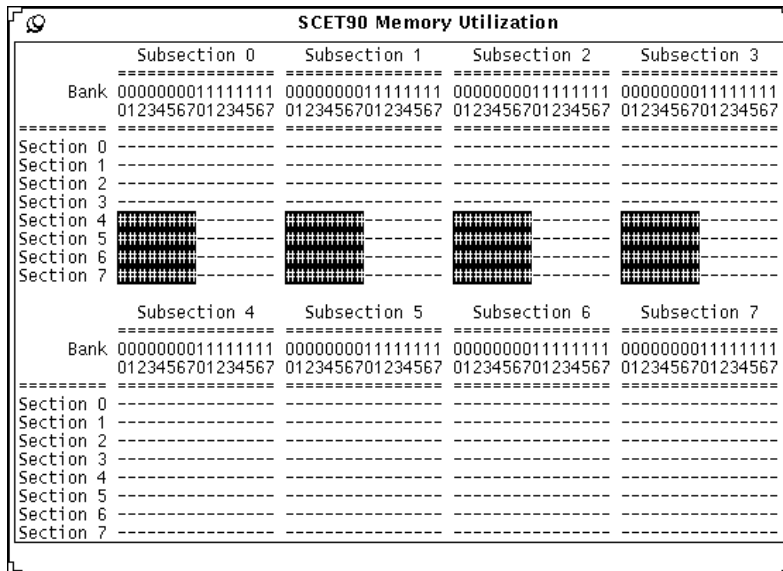 SCET90 Memory Utilization
Subsection 0 Subsection 1 Subsection 2 Subsection 3
================ ================ ================ ================
Bank 0000000011111111 0000000011111111 0000000011111111 0000000011111111
0123456701234567 0123456701234567 0123456701234567 0123456701234567
========== ================ ================ ================ ================
Section 0 ---------------- ---------------- ---------------- ----------------
Section 1 ---------------- ---------------- ---------------- ----------------
Section 2 ---------------- ---------------- ---------------- ----------------
Section 3 ---------------- ---------------- ---------------- ----------------
Section 4 ########-------- ########-------- ########-------- ########--------
Section 5 ########-------- ########-------- ########-------- ########--------
Section 6 ########-------- ########-------- ########-------- ########--------
Section 7 ########-------- ########-------- ########-------- ########--------
Subsection 4 Subsection 5 Subsection 6 Subsection 7
================ ================ ================ ================
Bank 0000000011111111 0000000011111111 0000000011111111 0000000011111111
0123456701234567 0123456701234567 0123456701234567 0123456701234567
========== ================ ================ ================ ================
Section 0 ---------------- ---------------- ---------------- ----------------
Section 1 ---------------- ---------------- ---------------- ----------------
Section 2 ---------------- ---------------- ---------------- ----------------
Section 3 ---------------- ---------------- ---------------- ----------------
Section 4 ---------------- ---------------- ---------------- ----------------
Section 5 ---------------- ---------------- ---------------- ----------------
Section 6 ---------------- ---------------- ---------------- ----------------
Section 7 ---------------- ---------------- ---------------- ----------------